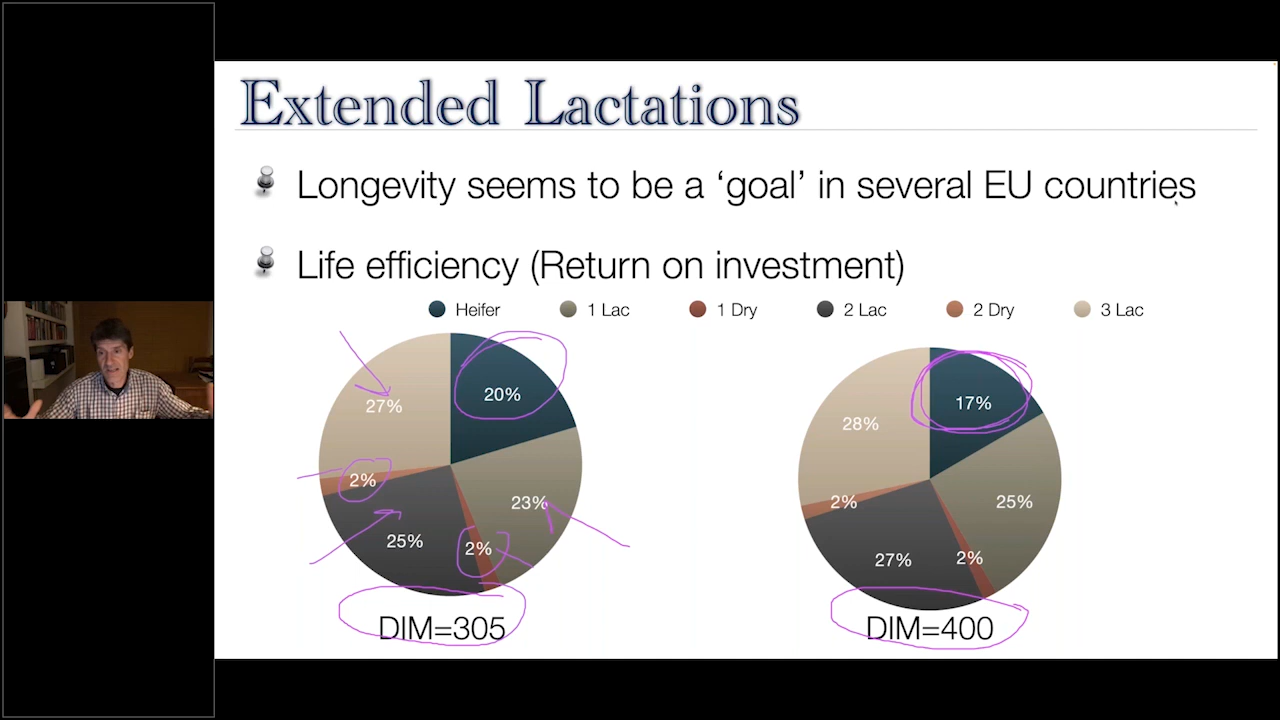 Extended Lactations
Longevity seems to be a ‘goal’ in several EU countries
Life efficiency (Return on investment)
Heifer 1 Lac 1 Dry 2 Lac 2 Dry 3 Lac
20%
23%
2%
25%
2%
27%
DIM=305
17%
25%
2%
27%
2%
28%
DIM=400